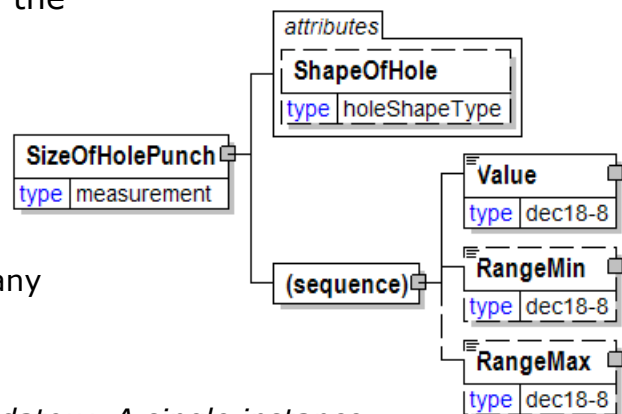 the
attributes
ShapeOfHole
type holeShapeType
SizeOfHolePunch
type measurement
Value
type dec18-8
any
(sequence)
RangeMin
type dec18-8
RangeMax
type dec18-8
A single instance